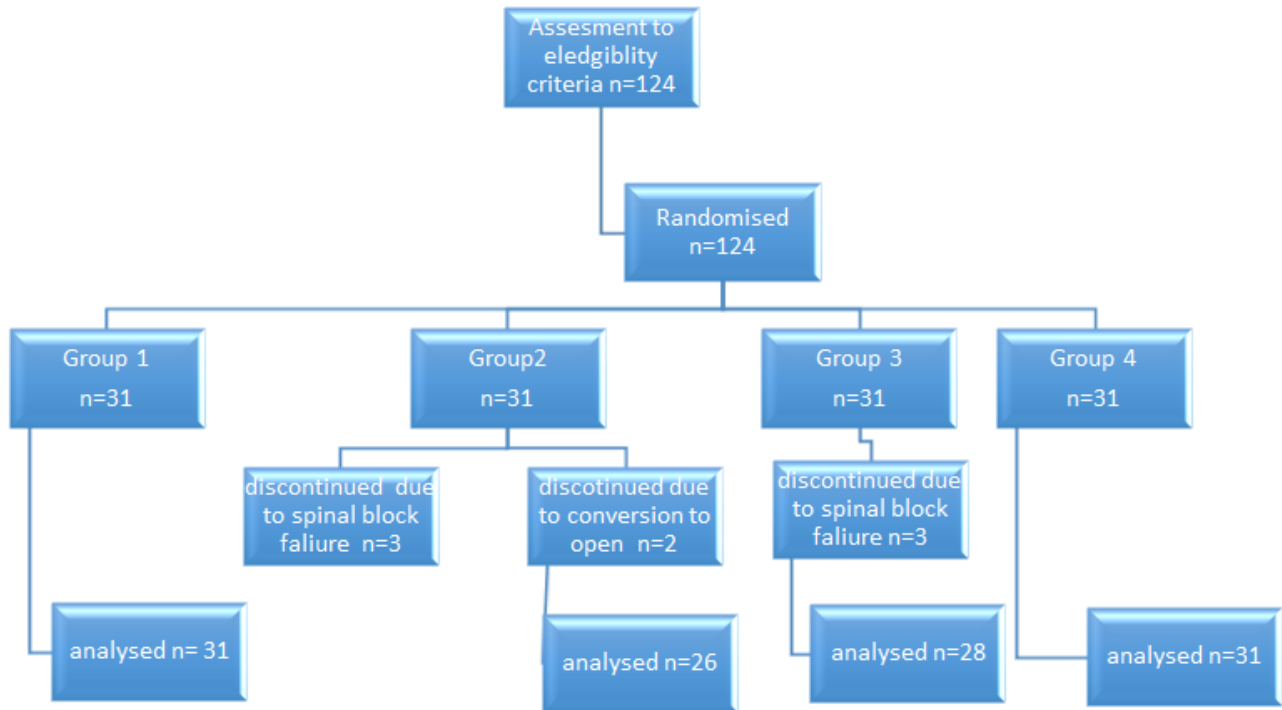 Assesment to
eledgiblity
criteria n=124
Randomised
n=124
Group 1
n=31
Group2
n=31
Group 3
n=31
Group 4
n=31
discontinued due
to spinal block
faliure n=3
discotinued due
to conversion to
open n=2
discontinued due
to spinal block
faliure n=3
analysed n= 31
analysed n=26
analysed n=28
analysed n=31